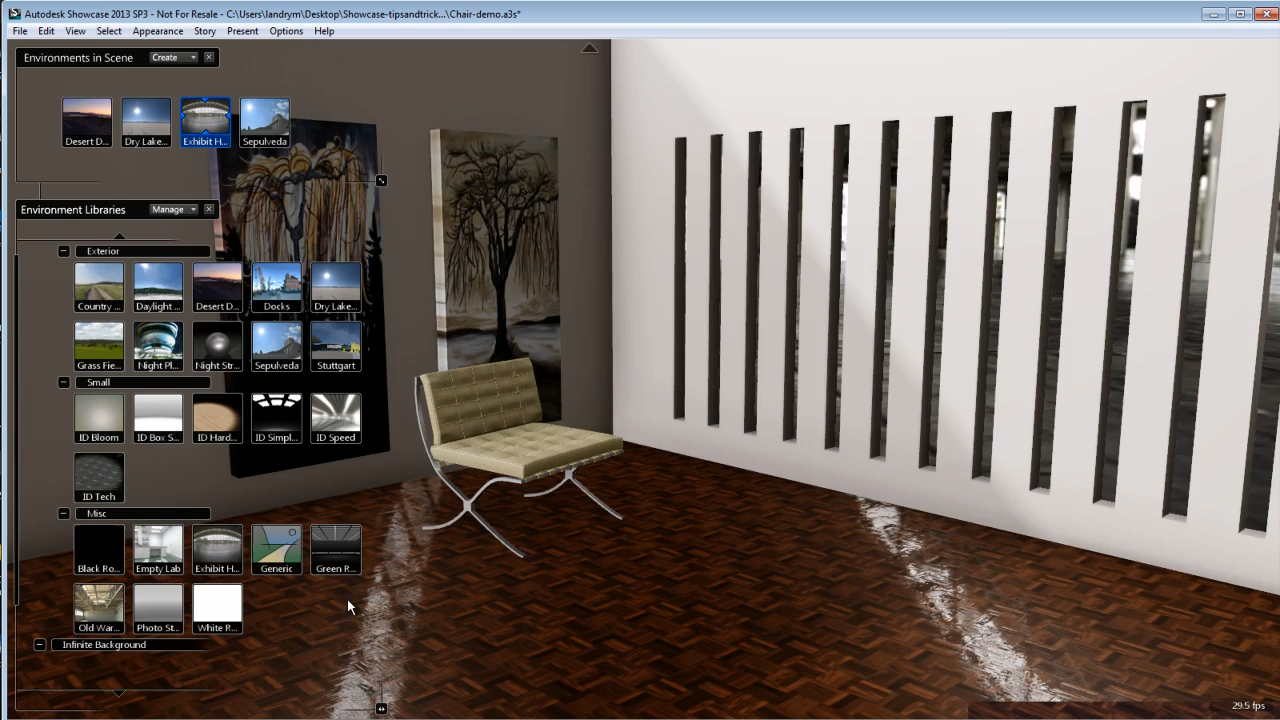 Autodesk Showcase 2013 SP3 - Not For Resale - C:\Users\landrym\Desktop\Showcase-tipsandtrick...\Chair-demo.a3s*
File Edit View Select Appearance Story Present Options Help
Environments in Scene Create
Desert D... Dry Lake... Exhibit H... Sepulveda
Environment Libraries Manage
Exterior
Country ... Daylight ... Desert D... Docks Dry Lake...
Grass Fie... Night Pl... Night Str... Sepulveda Stuttgart
Small
ID Bloom ID Box S... ID Hard... ID Simpl... ID Speed
ID Tech
Misc
Black Ro... Empty Lab Exhibit H... Generic Green R...
Old War... Photo St... White R...
Infinite Background
29.5 fps